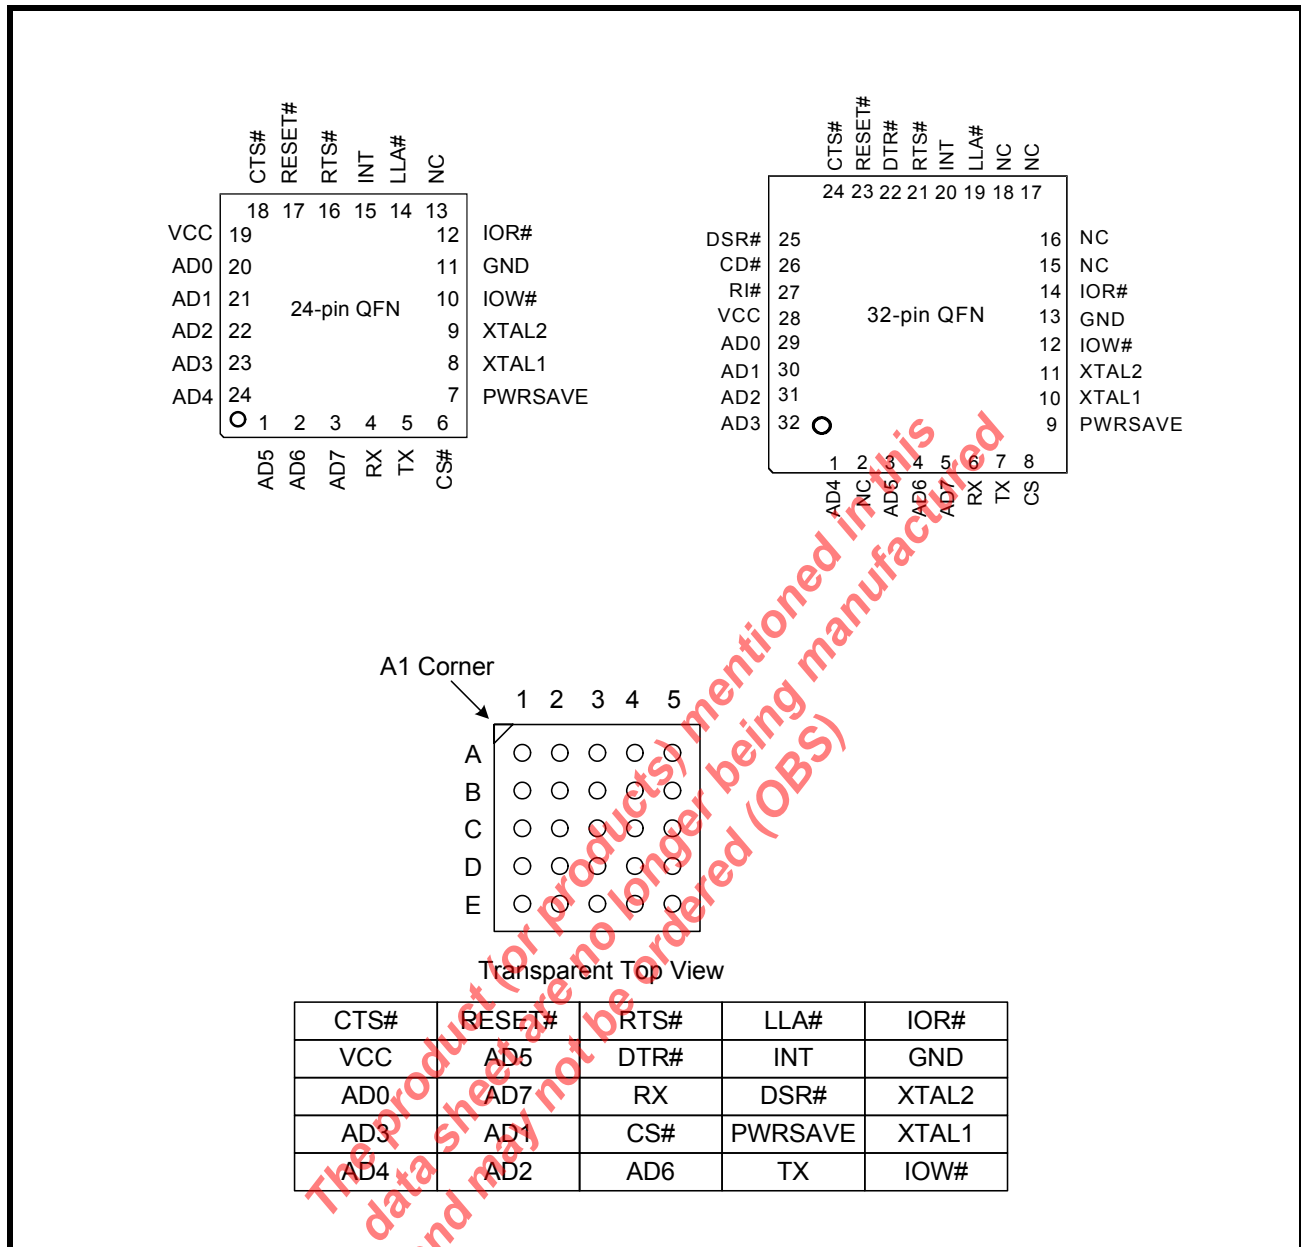 CTS# RESET# RTS# INT LLA# NC
18 17 16 15 14 13
VCC 19 12 IOR#
AD0 20 11 GND
AD1 21 24-pin QFN 10 IOW#
AD2 22 9 XTAL2
AD3 23 8 XTAL1
AD4 24 7 PWRSAVE
1 2 3 4 5 6
AD5 AD6 AD7 RX TX CS#
CTS# RESET# DTR# RTS# INT LLA# NC NC
24 23 22 21 20 19 18 17
DSR# 25 16 NC
CD# 26 15 NC
RI# 27 14 IOR#
VCC 28 32-pin QFN 13 GND
AD0 29 12 IOW#
AD1 30 11 XTAL2
AD2 31 10 XTAL1
AD3 32 9 PWRSAVE
1 2 3 4 5 6 7 8
AD4 NC AD5 AD6 AD7 RX TX CS
A1 Corner
1 2 3 4 5
A
B
C
D
E
Transparent Top View
CTS# RESET# RTS# LLA# IOR#
VCC AD5 DTR# INT GND
AD0 AD7 RX DSR# XTAL2
AD3 AD1 CS# PWRSAVE XTAL1
AD4 AD2 AD6 TX IOW#
The product (or products) mentioned in this
data sheet are no longer being manufactured
and may not be ordered (OBS)